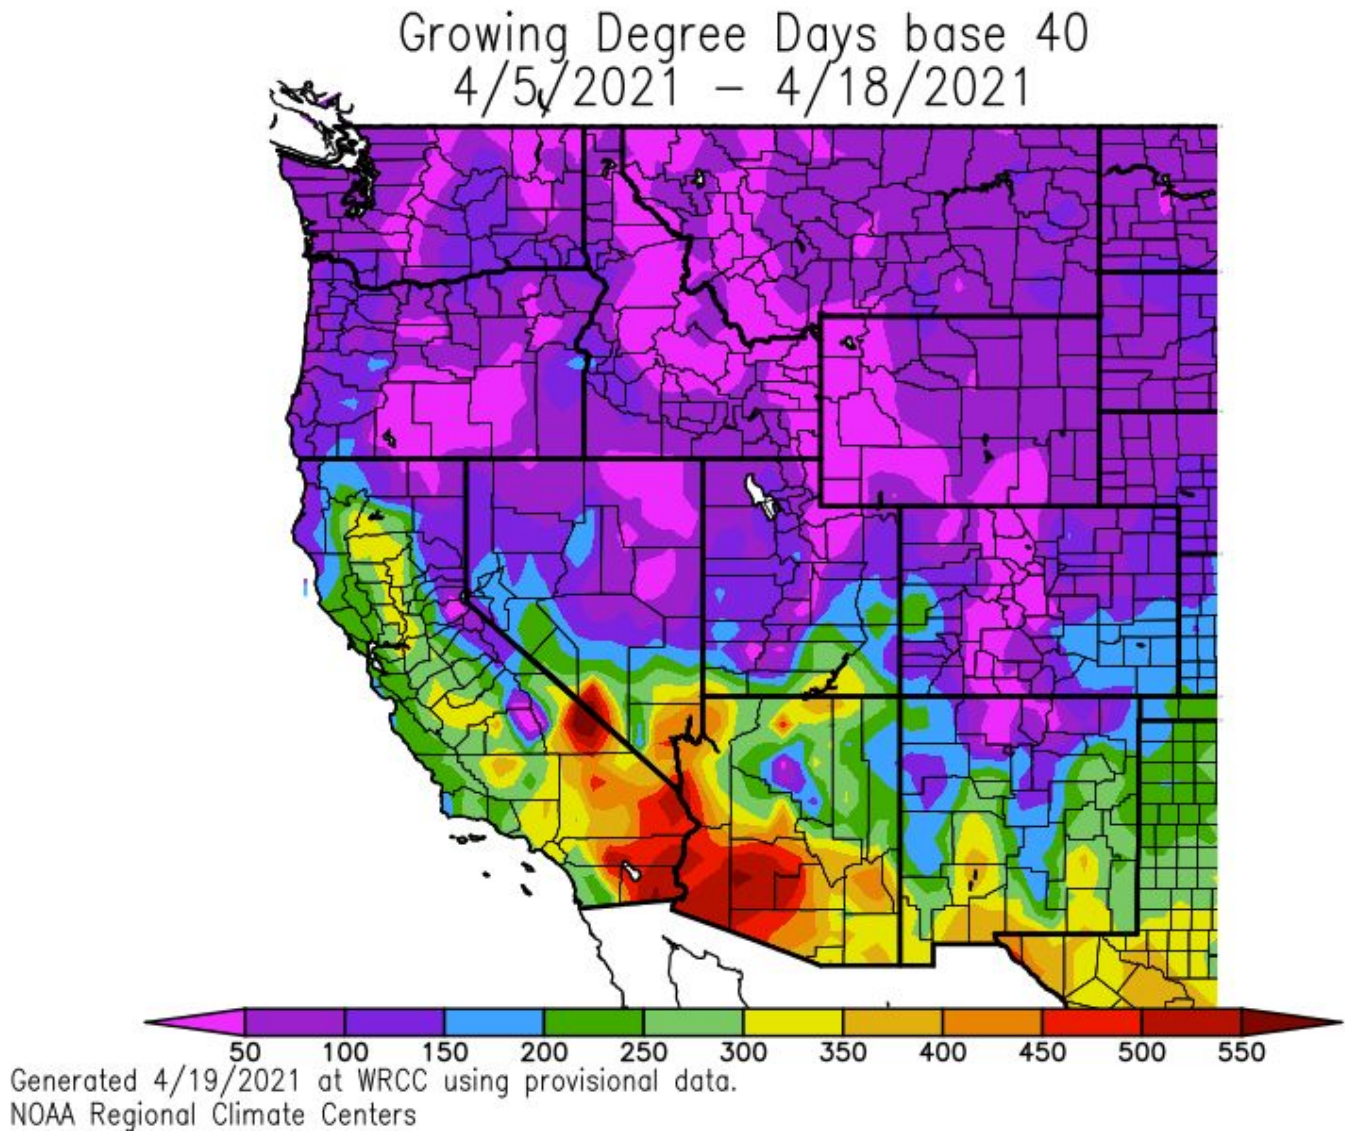 Growing Degree Days base 40
4/5/2021 – 4/18/2021
50 100 150 200 250 300 350 400 450 500 550
Generated 4/19/2021 at WRCC using provisional data.
NOAA Regional Climate Centers